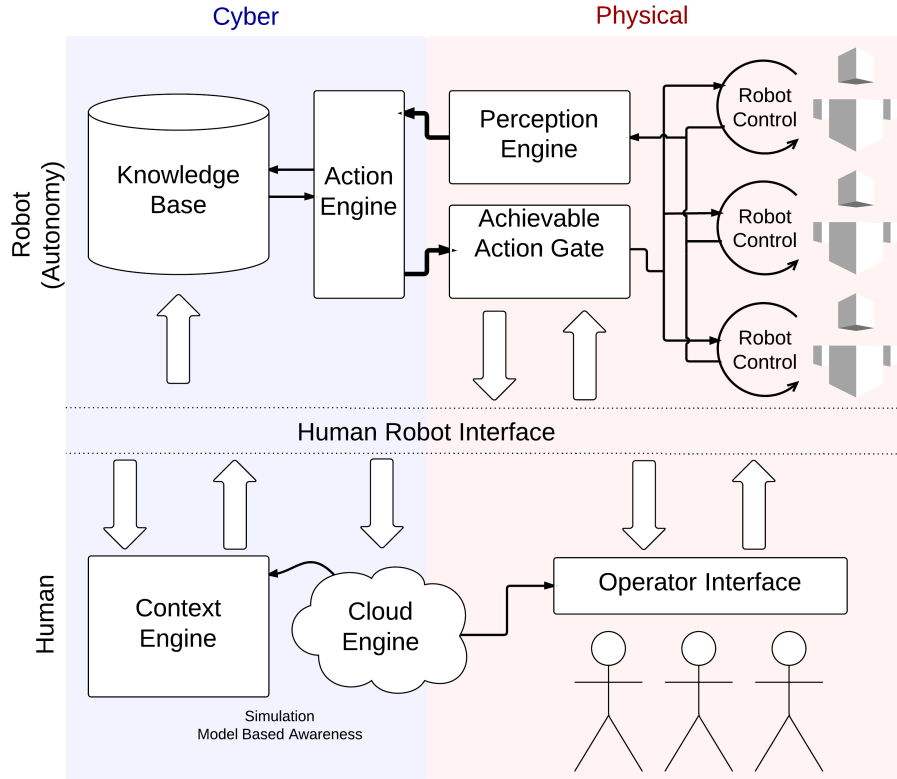 Cyber
Physical
Robot
(Autonomy)
Knowledge
Base
Action
Engine
Perception
Engine
Achievable
Action Gate
Robot
Control
Robot
Control
Robot
Control
Human Robot Interface
Human
Context
Engine
Cloud
Engine
Operator Interface
Simulation
Model Based Awareness